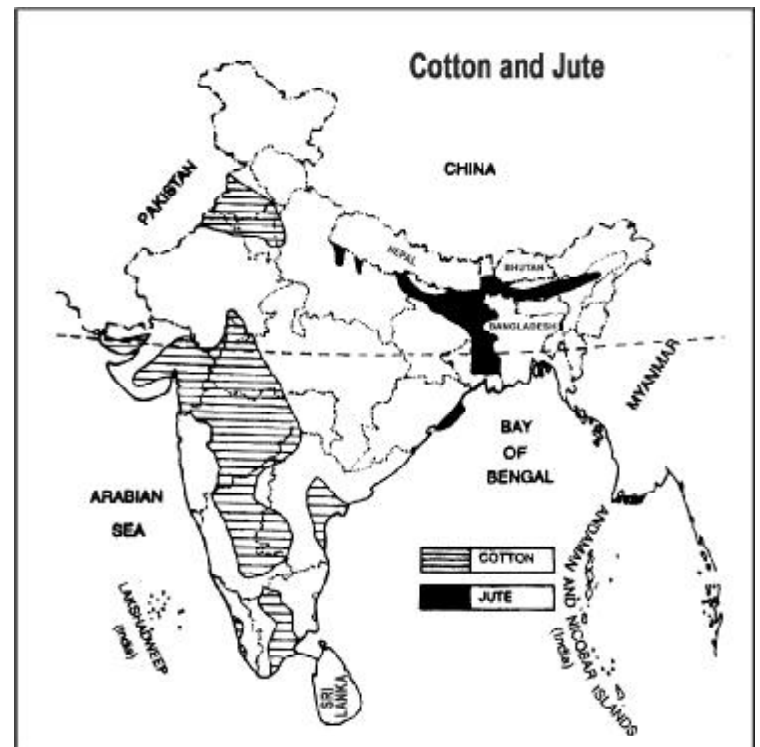 Cotton and Jute
CHINA
PAKISTAN
NEPAL
BHUTAN
BANGLADESH
MYANMAR
BAY
OF
BENGAL
ARABIAN
SEA
COTTON
JUTE
LAKSHADWEEP
(India)
ANDAMAN AND NICOBAR ISLANDS
(India)
SRI
LANKA